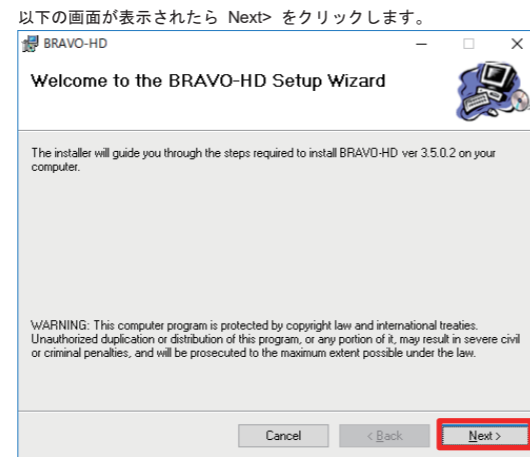 以下の画面が表示されたら Next> をクリックします。
BRAVO-HD
Welcome to the BRAVO-HD Setup Wizard
The installer will guide you through the steps required to install BRAVO-HD ver 3.5.0.2 on your
computer.
WARNING: This computer program is protected by copyright law and international treaties.
Unauthorized duplication or distribution of this program, or any portion of it, may result in severe civil
or criminal penalties, and will be prosecuted to the maximum extent possible under the law.
Cancel < Back Next >